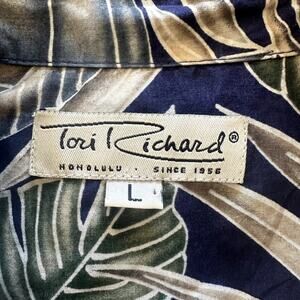 Tori Richard®
HONOLULU · SINCE 1956
L